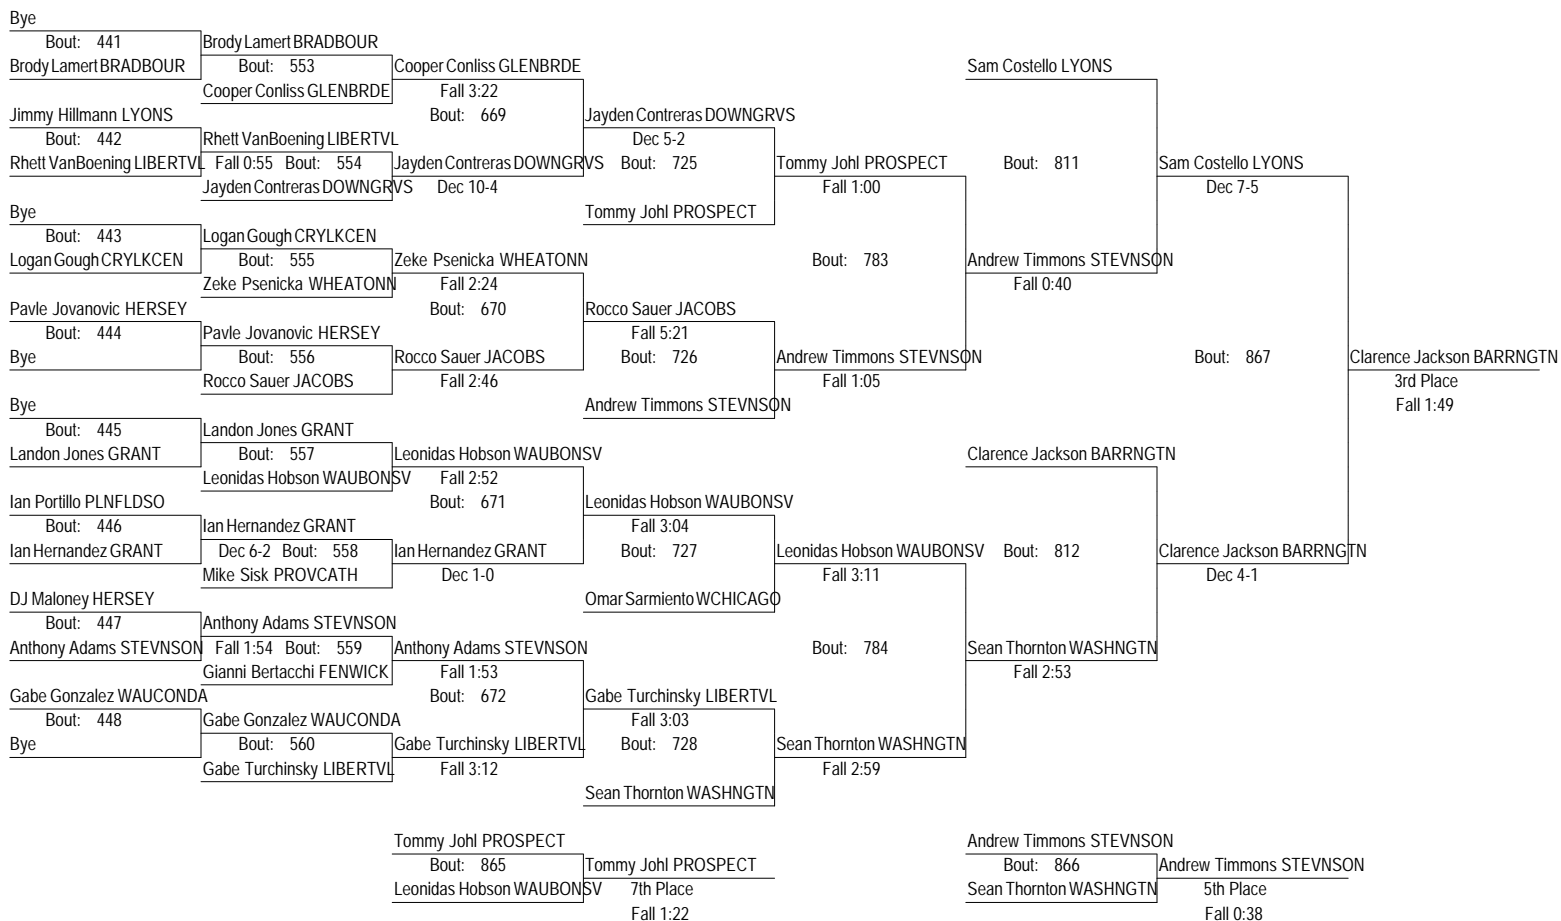 Bye
Bout: 441 Brody Lamert BRADBOUR
Brody Lamert BRADBOUR Bout: 553 Cooper Conliss GLENBRDE Sam Costello LYONS
Cooper Conliss GLENBRDE Fall 3:22
Jimmy Hillmann LYONS Bout: 669 Jayden Contreras DOWNGRVS
Bout: 442 Rhett VanBoening LIBERTVL Dec 5-2
Rhett VanBoening LIBERTVL Fall 0:55 Bout: 554 Jayden Contreras DOWNGRVS Bout: 725 Tommy Johl PROSPECT Bout: 811 Sam Costello LYONS
Jayden Contreras DOWNGRVS Dec 10-4 Fall 1:00 Dec 7-5
Bye Tommy Johl PROSPECT
Bout: 443 Logan Gough CRYLKCEN
Logan Gough CRYLKCEN Bout: 555 Zeke Psenicka WHEATONN Bout: 783 Andrew Timmons STEVNSON
Zeke Psenicka WHEATONN Fall 2:24 Fall 0:40
Pavle Jovanovic HERSEY Bout: 670 Rocco Sauer JACOBS
Bout: 444 Pavle Jovanovic HERSEY Fall 5:21
Bye Bout: 556 Rocco Sauer JACOBS Bout: 726 Andrew Timmons STEVNSON Bout: 867 Clarence Jackson BARRNGTN
Rocco Sauer JACOBS Fall 2:46 Fall 1:05 3rd Place
Bye Andrew Timmons STEVNSON Fall 1:49
Bout: 445 Landon Jones GRANT
Landon Jones GRANT Bout: 557 Leonidas Hobson WAUBONSV Clarence Jackson BARRNGTN
Leonidas Hobson WAUBONSV Fall 2:52
Ian Portillo PLNFLDSO Bout: 671 Leonidas Hobson WAUBONSV
Bout: 446 Ian Hernandez GRANT Fall 3:04
Ian Hernandez GRANT Dec 6-2 Bout: 558 Ian Hernandez GRANT Bout: 727 Leonidas Hobson WAUBONSV Bout: 812 Clarence Jackson BARRNGTN
Mike Sisk PROVCATH Dec 1-0 Fall 3:11 Dec 4-1
DJ Maloney HERSEY Omar Sarmiento WCHICAGO
Bout: 447 Anthony Adams STEVNSON
Anthony Adams STEVNSON Fall 1:54 Bout: 559 Anthony Adams STEVNSON Bout: 784 Sean Thornton WASHNGTN
Gianni Bertacchi FENWICK Fall 1:53 Fall 2:53
Gabe Gonzalez WAUCONDA Bout: 672 Gabe Turchinsky LIBERTVL
Bout: 448 Gabe Gonzalez WAUCONDA Fall 3:03
Bye Bout: 560 Gabe Turchinsky LIBERTVL Bout: 728 Sean Thornton WASHNGTN
Gabe Turchinsky LIBERTVL Fall 3:12 Fall 2:59
Sean Thornton WASHNGTN
Tommy Johl PROSPECT Andrew Timmons STEVNSON
Bout: 865 Tommy Johl PROSPECT Bout: 866 Andrew Timmons STEVNSON
Leonidas Hobson WAUBONSV 7th Place Sean Thornton WASHNGTN 5th Place
Fall 1:22 Fall 0:38